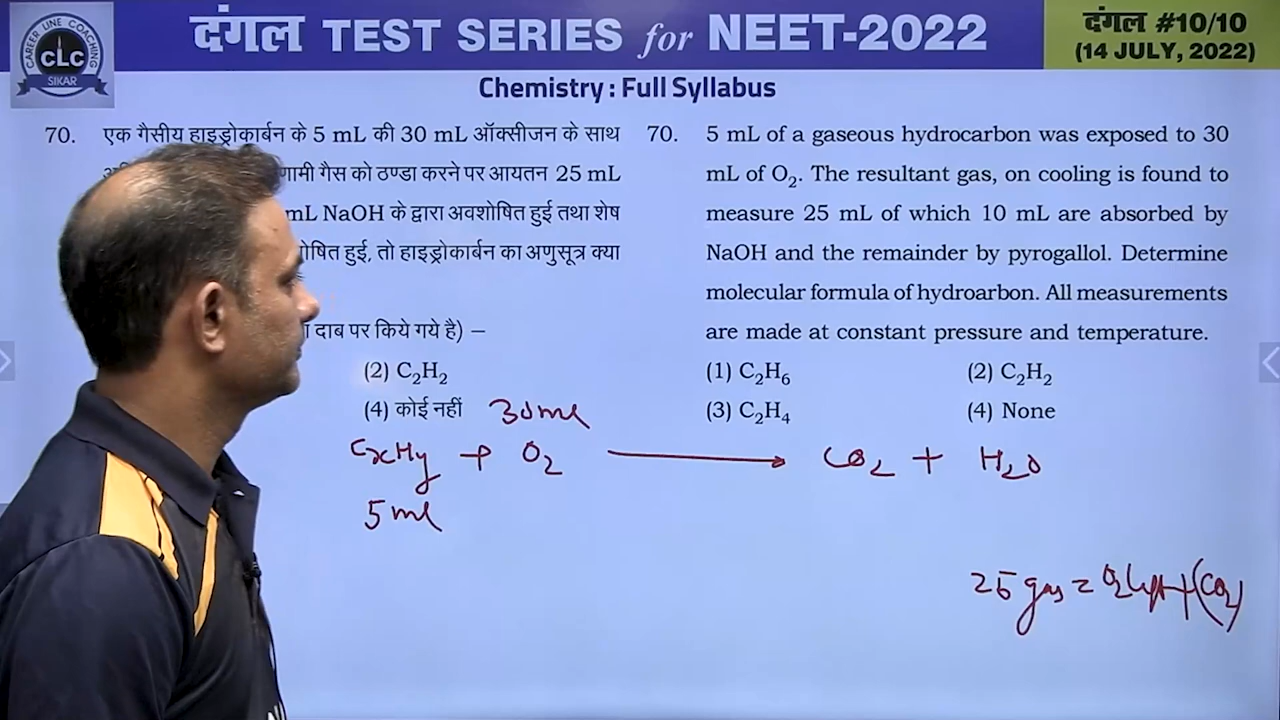 CAREER LINE COACHING
CLC
SIKAR
दंगल TEST SERIES for NEET-2022
दंगल #10/10
(14 JULY, 2022)
Chemistry : Full Syllabus
70. एक गैसीय हाइड्रोकार्बन के 5 mL की 30 mL ऑक्सीजन के साथ
गामी गैस को ठण्डा करने पर आयतन 25 mL
mL NaOH के द्वारा अवशोषित हुई तथा शेष
हुई, तो हाइड्रोकार्बन का अणुसूत्र क्या
दाब पर किये गये है) –
(2) C₂H₂
(4) कोई नहीं
70. 5 mL of a gaseous hydrocarbon was exposed to 30
mL of O₂. The resultant gas, on cooling is found to
measure 25 mL of which 10 mL are absorbed by
NaOH and the remainder by pyrogallol. Determine
molecular formula of hydroarbon. All measurements
are made at constant pressure and temperature.
(1) C₂H₆ (2) C₂H₂
(3) C₂H₄ (4) None
30ml
CxHy + O₂ → CO₂ + H₂O
5 ml
25 gas = O₂ left + (CO₂)